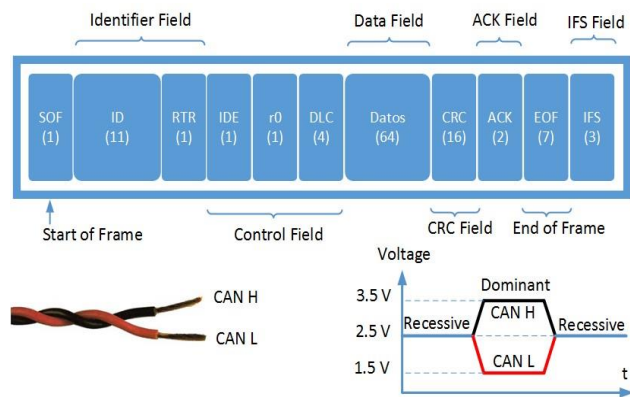 Identifier Field
Data Field
ACK Field
IFS Field
SOF (1)
ID (11)
RTR (1)
IDE (1)
r0 (1)
DLC (4)
Datos (64)
CRC (16)
ACK (2)
EOF (7)
IFS (3)
Start of Frame
Control Field
CRC Field
End of Frame
CAN H
CAN L
Voltage
3.5 V
2.5 V
1.5 V
Dominant
CAN H
Recessive
Recessive
CAN L
t